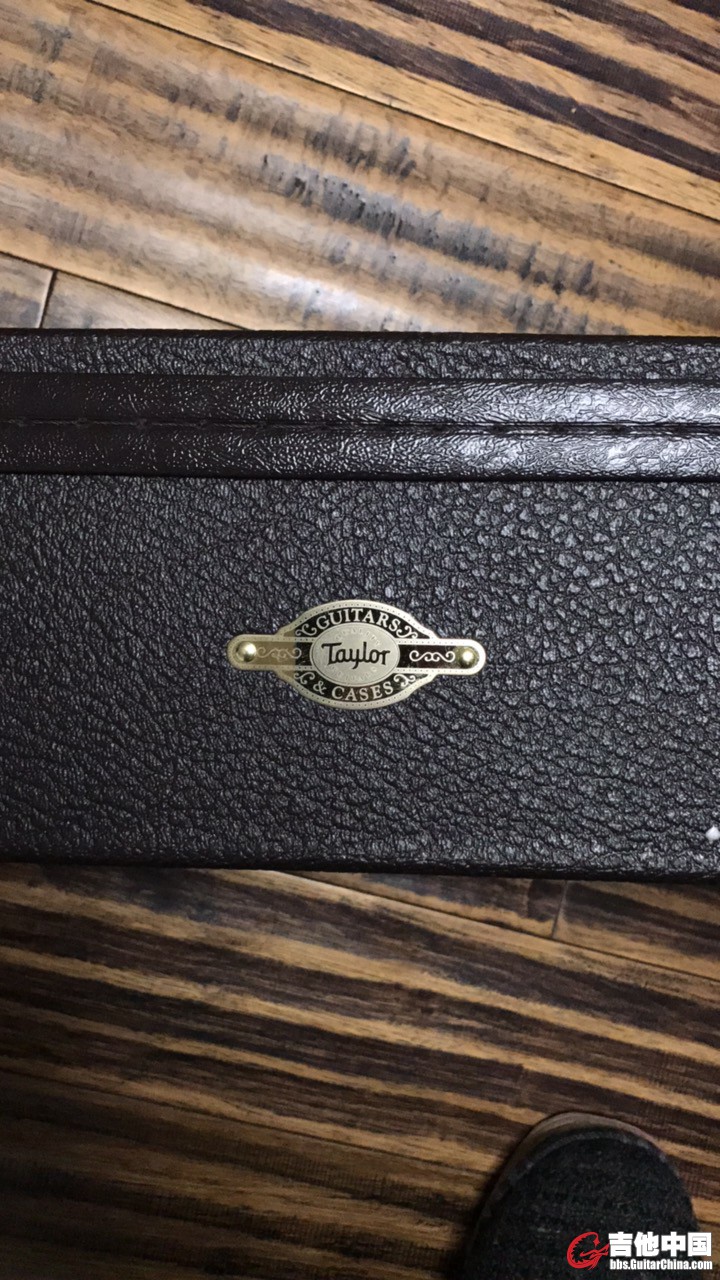 GUITARS
Taylor
& CASES
吉他中国
bbs.GuitarChina.com